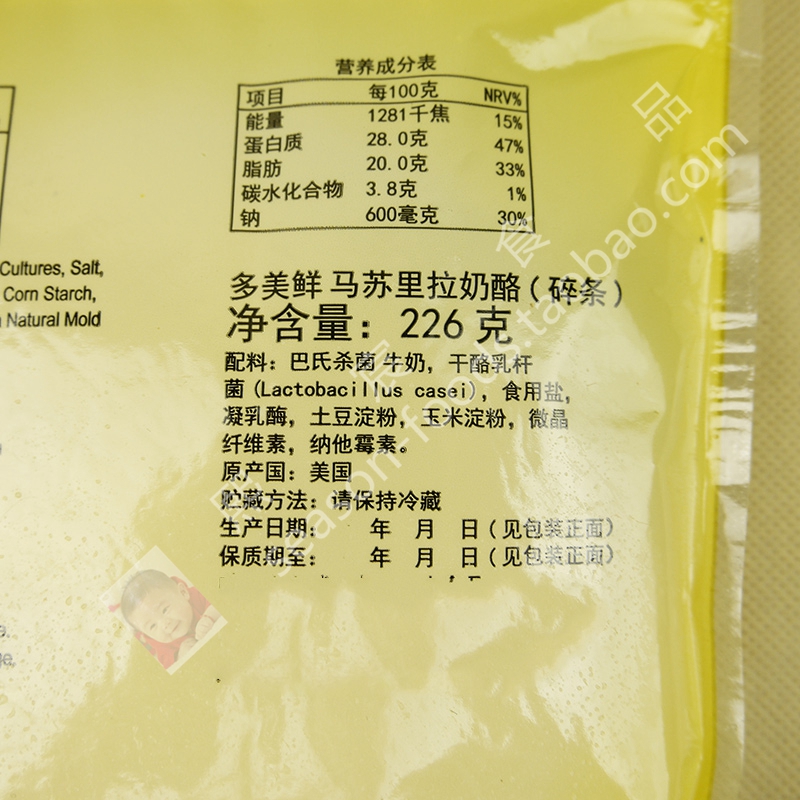 营养成分表
项目 每100克 NRV%
能量 1281千焦 15%
蛋白质 28.0克 47%
脂肪 20.0克 33%
碳水化合物 3.8克 1%
钠 600毫克 30%
Cultures, Salt,
Corn Starch,
Natural Mold
多美鲜 马苏里拉奶酪(碎条)
净含量: 226 克
配料: 巴氏杀菌 牛奶, 干酪乳杆
菌(Lactobacillus casei), 食用盐,
凝乳酶, 土豆淀粉, 玉米淀粉, 微晶
纤维素, 纳他霉素。
原产国: 美国
贮藏方法: 请保持冷藏
生产日期: 年 月 日(见包装正面)
保质期至: 年 月 日(见包装正面)